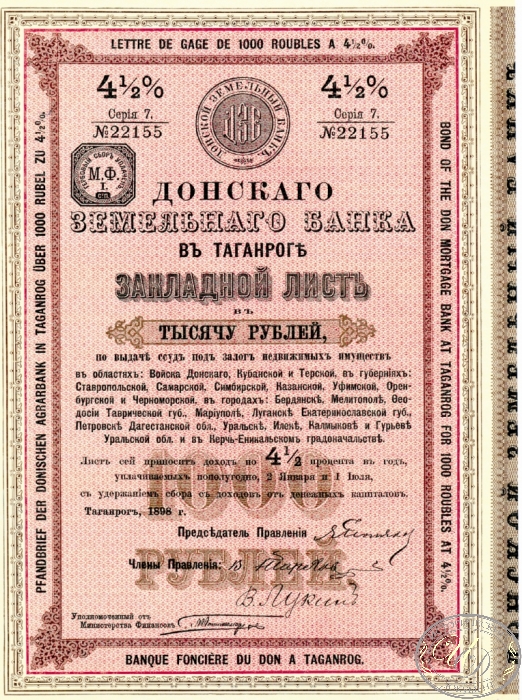 LETTRE DE GAGE DE 1000 ROUBLES A 4½%.
4½%
Серія 7.
№22155
ДОНСКОЙ ЗЕМЕЛЬНЫЙ БАНКЪ
4½%
Серія 7.
№22155
М.Ф.
I.
ДОНСКАГО
ЗЕМЕЛЬНАГО БАНКА
ВЪ ТАГАНРОГѢ
ЗАКЛАДНОЙ ЛИСТЪ
въ
ТЫСЯЧУ РУБЛЕЙ,
по выдачѣ ссудъ подъ залогъ недвижимыхъ имуществъ
въ областяхъ: Войска Донскаго, Кубанской и Терской, въ губерніяхъ:
Ставропольской, Самарской, Симбирской, Казанской, Уфимской, Орен-
бургской и Черноморской, въ городахъ: Бердянскѣ, Мелитополѣ, Ѳео-
досіи Таврической губ., Маріуполѣ, Луганскѣ Екатеринославской губ.,
Петровскѣ Дагестанской обл., Уральскѣ, Илекѣ, Калмыковѣ и Гурьевѣ
Уральской обл. и въ Керчь-Еникальскомъ градоначальствѣ.
1000
РУБЛЕЙ.
Листъ сей приноситъ доходъ по 4½ процента въ годъ,
уплачиваемыхъ пополугодно, 2 Января и 1 Іюля,
съ удержаніемъ сбора съ доходовъ отъ денежныхъ капиталовъ.
Таганрогъ, 1898 г.
Предсѣдатель Правленія
Члены Правленія:
В. Лукинъ
Уполномоченный отъ
Министерства Финансовъ
BANQUE FONCIÈRE DU DON A TAGANROG.
PFANDBRIEF DER DONISCHEN AGRARBANK IN TAGANROG ÜBER 1000 RUBEL ZU 4½%.
BOND OF THE DON MORTGAGE BANK AT TAGANROG FOR 1000 ROUBLES AT 4½%.